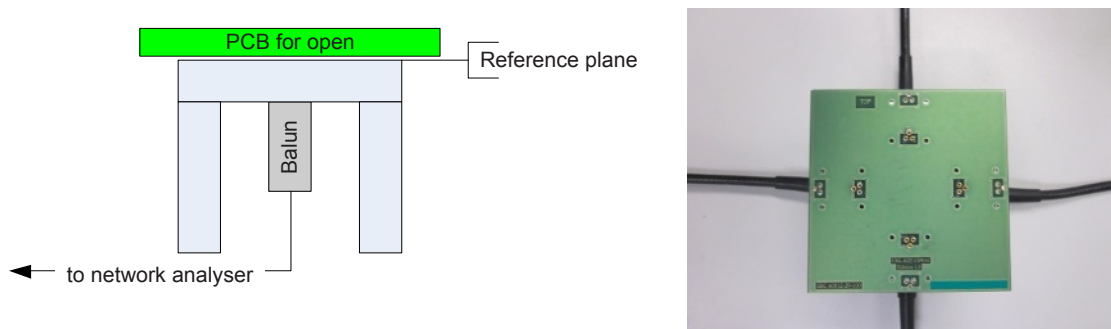 PCB for open
Reference plane
Balun
to network analyser
TOP